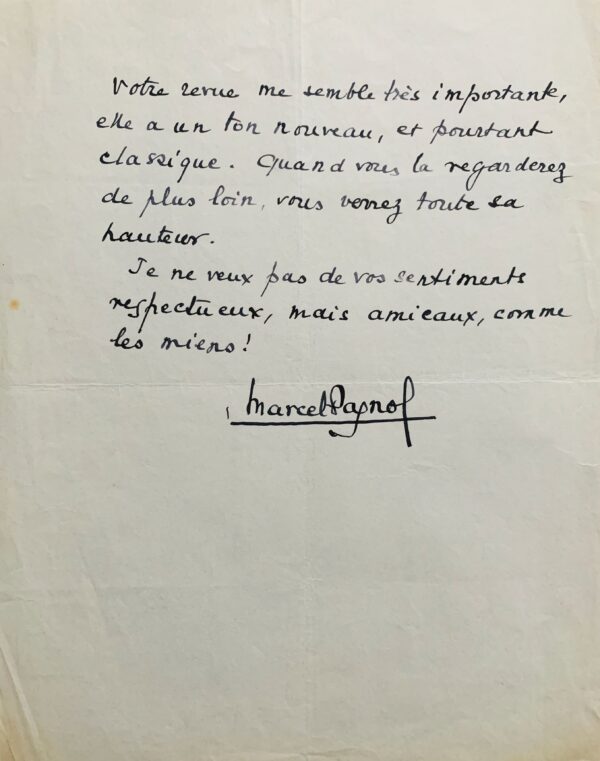 Votre revue me semble très importante,
elle a un ton nouveau, et pourtant
classique. Quand vous la regarderez
de plus loin, vous verrez toute sa
hauteur.
Je ne veux pas de vos sentiments
respectueux, mais amicaux, comme
les miens!
Marcel Pagnol